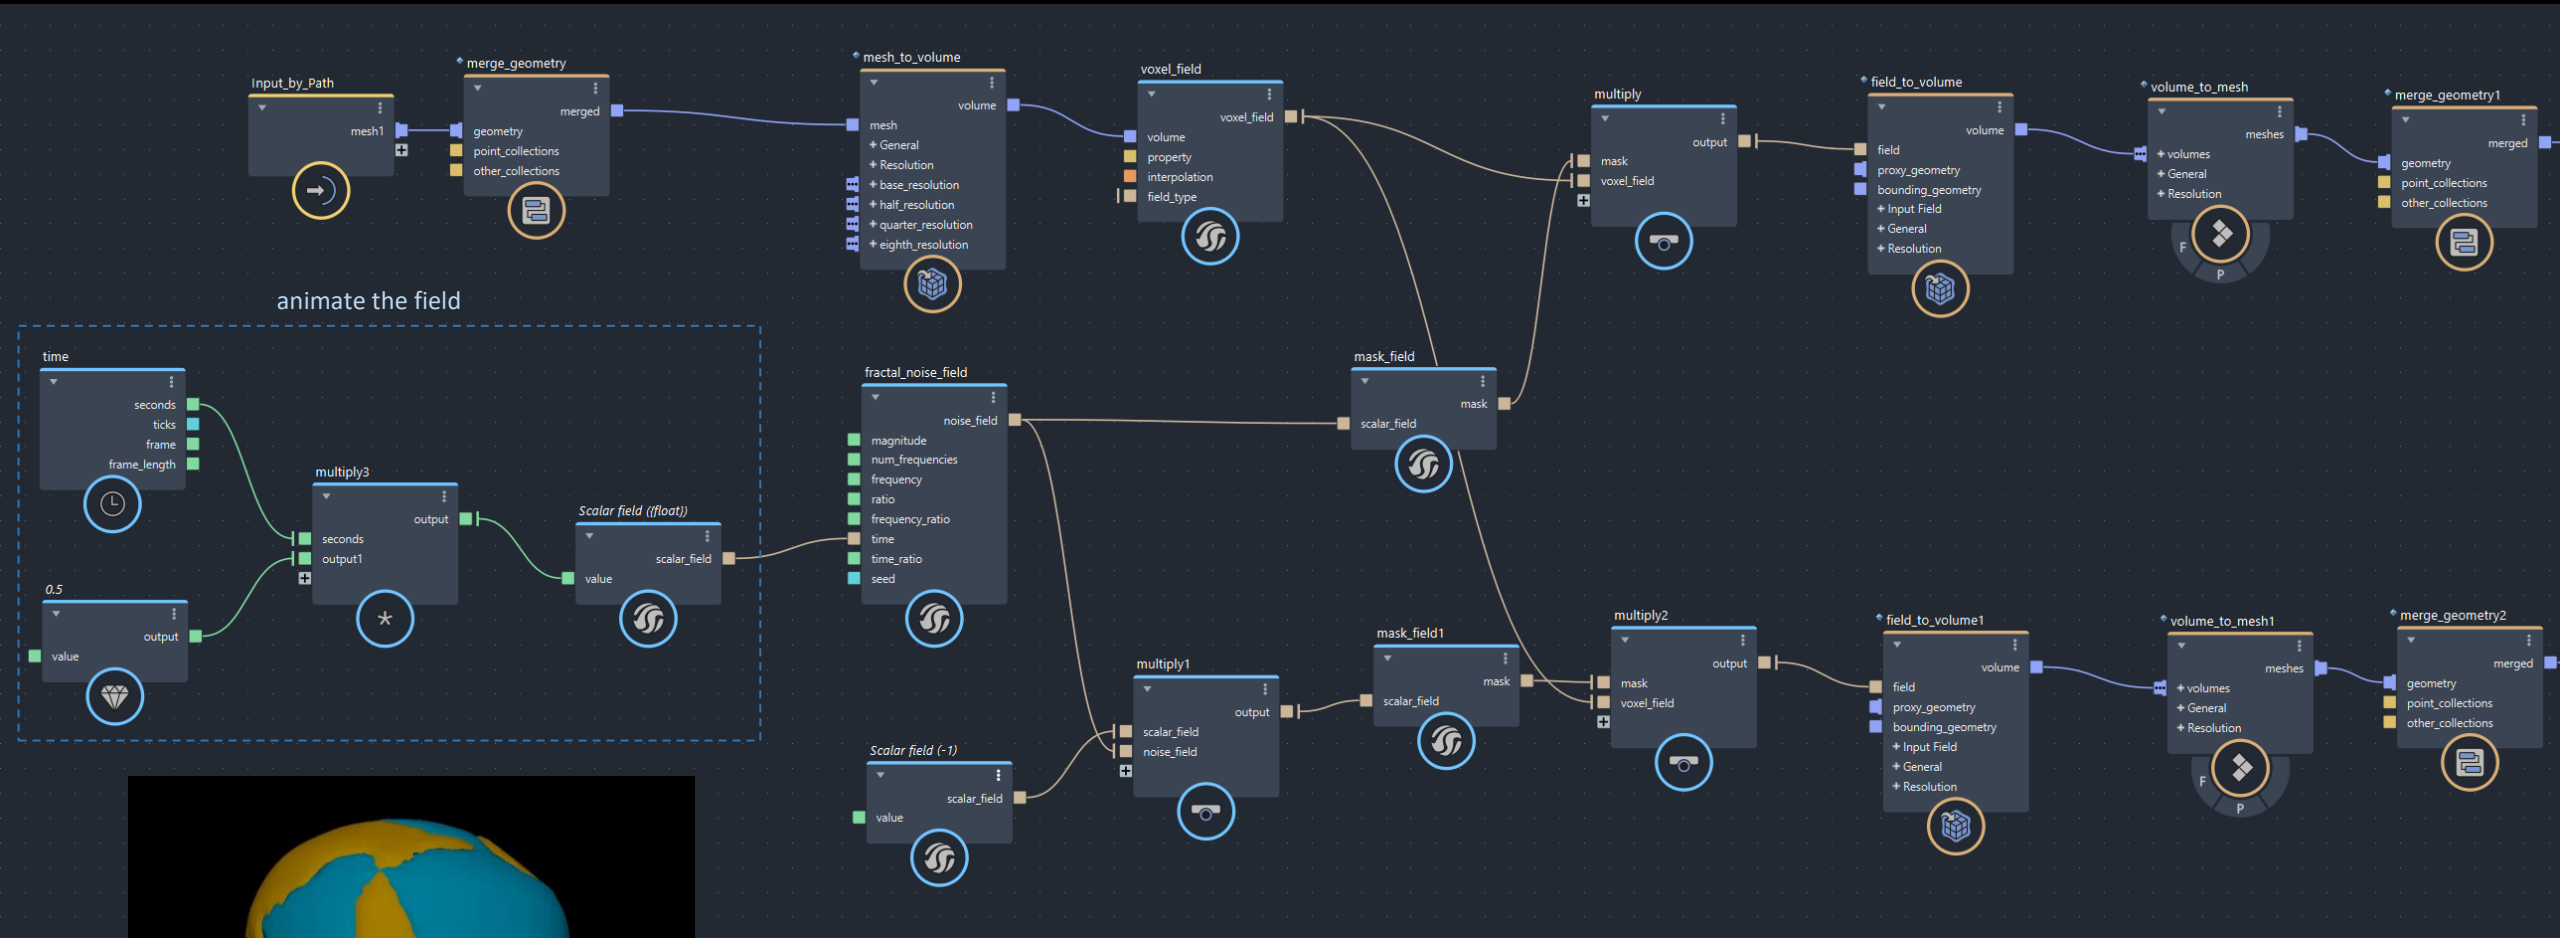 Input_by_Path
mesh1
merge_geometry
merged
geometry
point_collections
other_collections
mesh_to_volume
volume
mesh
+ General
+ Resolution
+ base_resolution
+ half_resolution
+ quarter_resolution
+ eighth_resolution
voxel_field
voxel_field
volume
property
interpolation
field_type
multiply
output
mask
voxel_field
field_to_volume
volume
field
proxy_geometry
bounding_geometry
+ Input Field
+ General
+ Resolution
volume_to_mesh
meshes
+ volumes
+ General
+ Resolution
F
P
merge_geometry1
merged
geometry
point_collections
other_collections
animate the field
time
seconds
ticks
frame
frame_length
0.5
output
value
multiply3
output
seconds
output1
*
Scalar field ({float})
scalar_field
value
fractal_noise_field
noise_field
magnitude
num_frequencies
frequency
ratio
frequency_ratio
time
time_ratio
seed
mask_field
mask
scalar_field
Scalar field (-1)
scalar_field
value
multiply1
output
scalar_field
noise_field
mask_field1
mask
scalar_field
multiply2
output
mask
voxel_field
field_to_volume1
volume
field
proxy_geometry
bounding_geometry
+ Input Field
+ General
+ Resolution
volume_to_mesh1
meshes
+ volumes
+ General
+ Resolution
F
P
merge_geometry2
merged
geometry
point_collections
other_collections